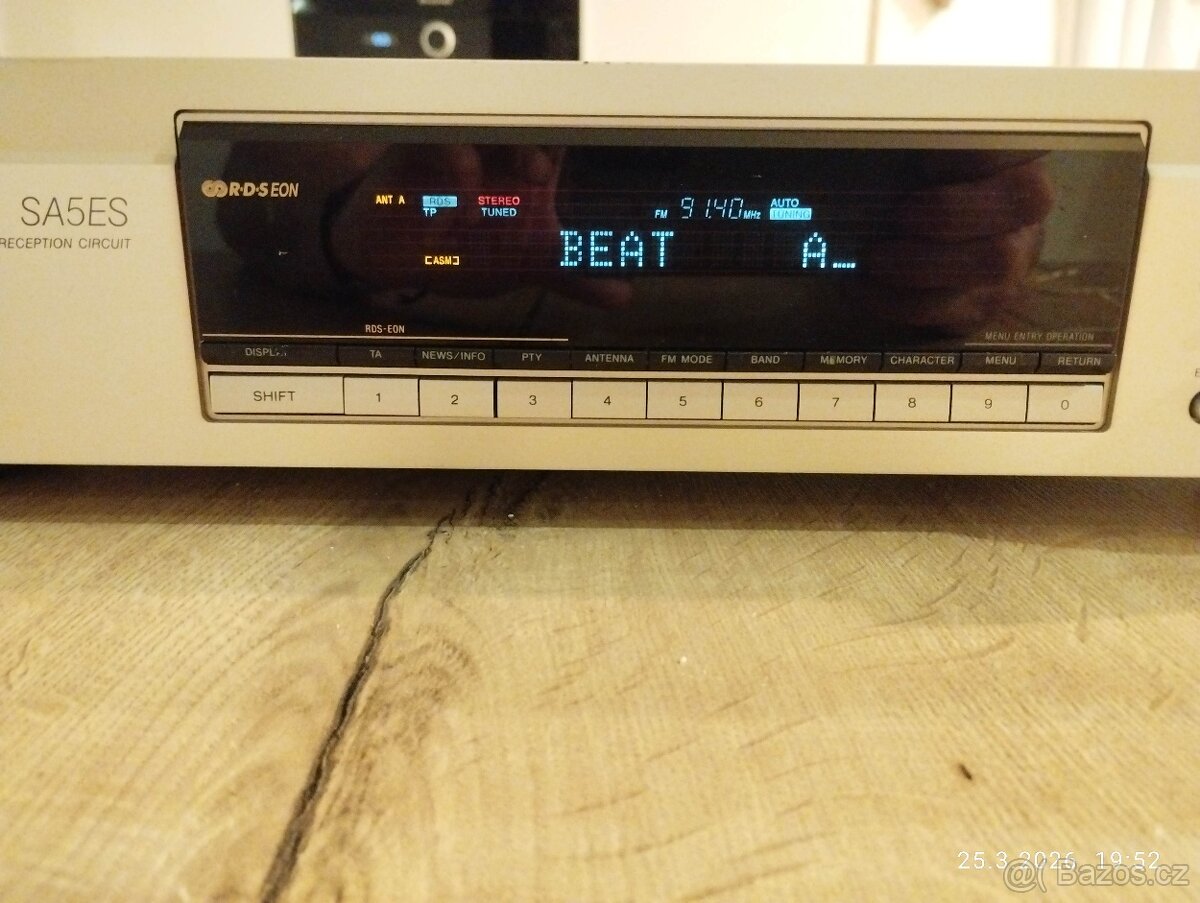 R·D·S EON
SA5ES
RECEPTION CIRCUIT
ANT A RDS STEREO FM 91.40 MHz AUTO
TP TUNED TUNING
[ASM] BEAT A_
RDS-EON MENU ENTRY OPERATION
DISPLAY TA NEWS/INFO PTY ANTENNA FM MODE BAND MEMORY CHARACTER MENU RETURN
SHIFT 1 2 3 4 5 6 7 8 9 0
E
25.3.2026 19:52
@( Bazoš.cz